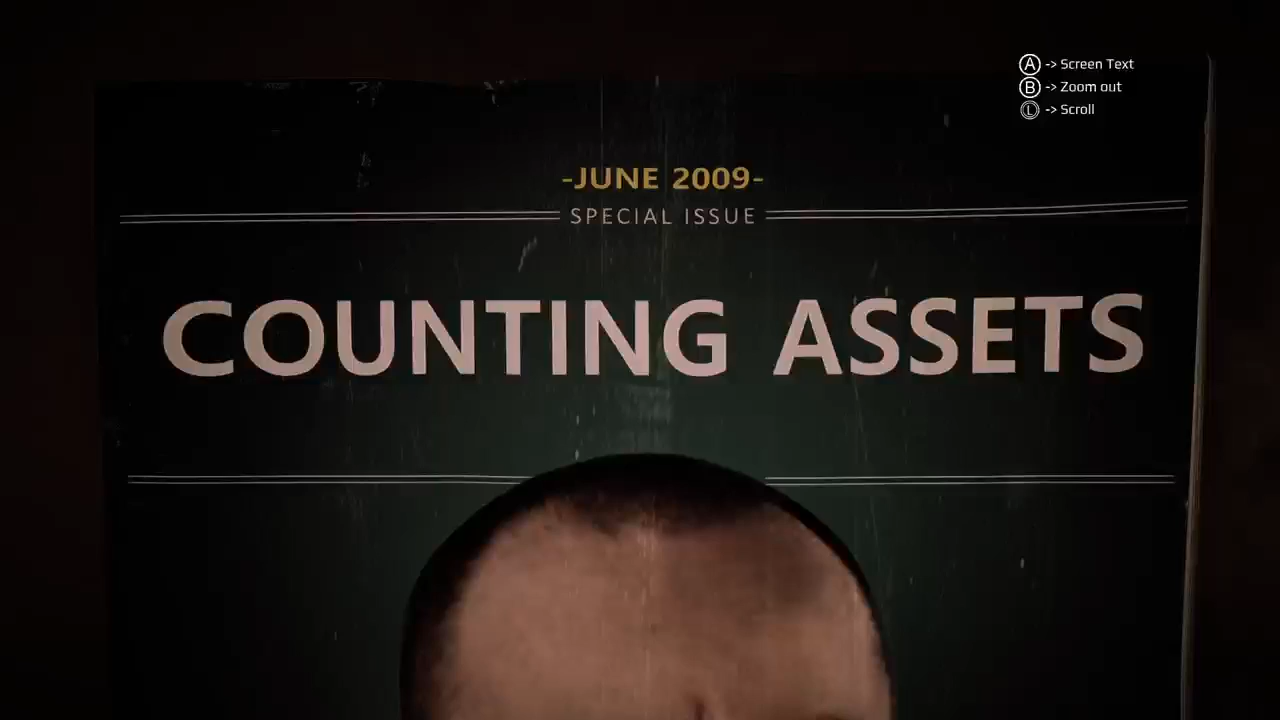 Ⓐ -> Screen Text
Ⓑ -> Zoom out
Ⓛ -> Scroll
-JUNE 2009-
SPECIAL ISSUE
COUNTING ASSETS